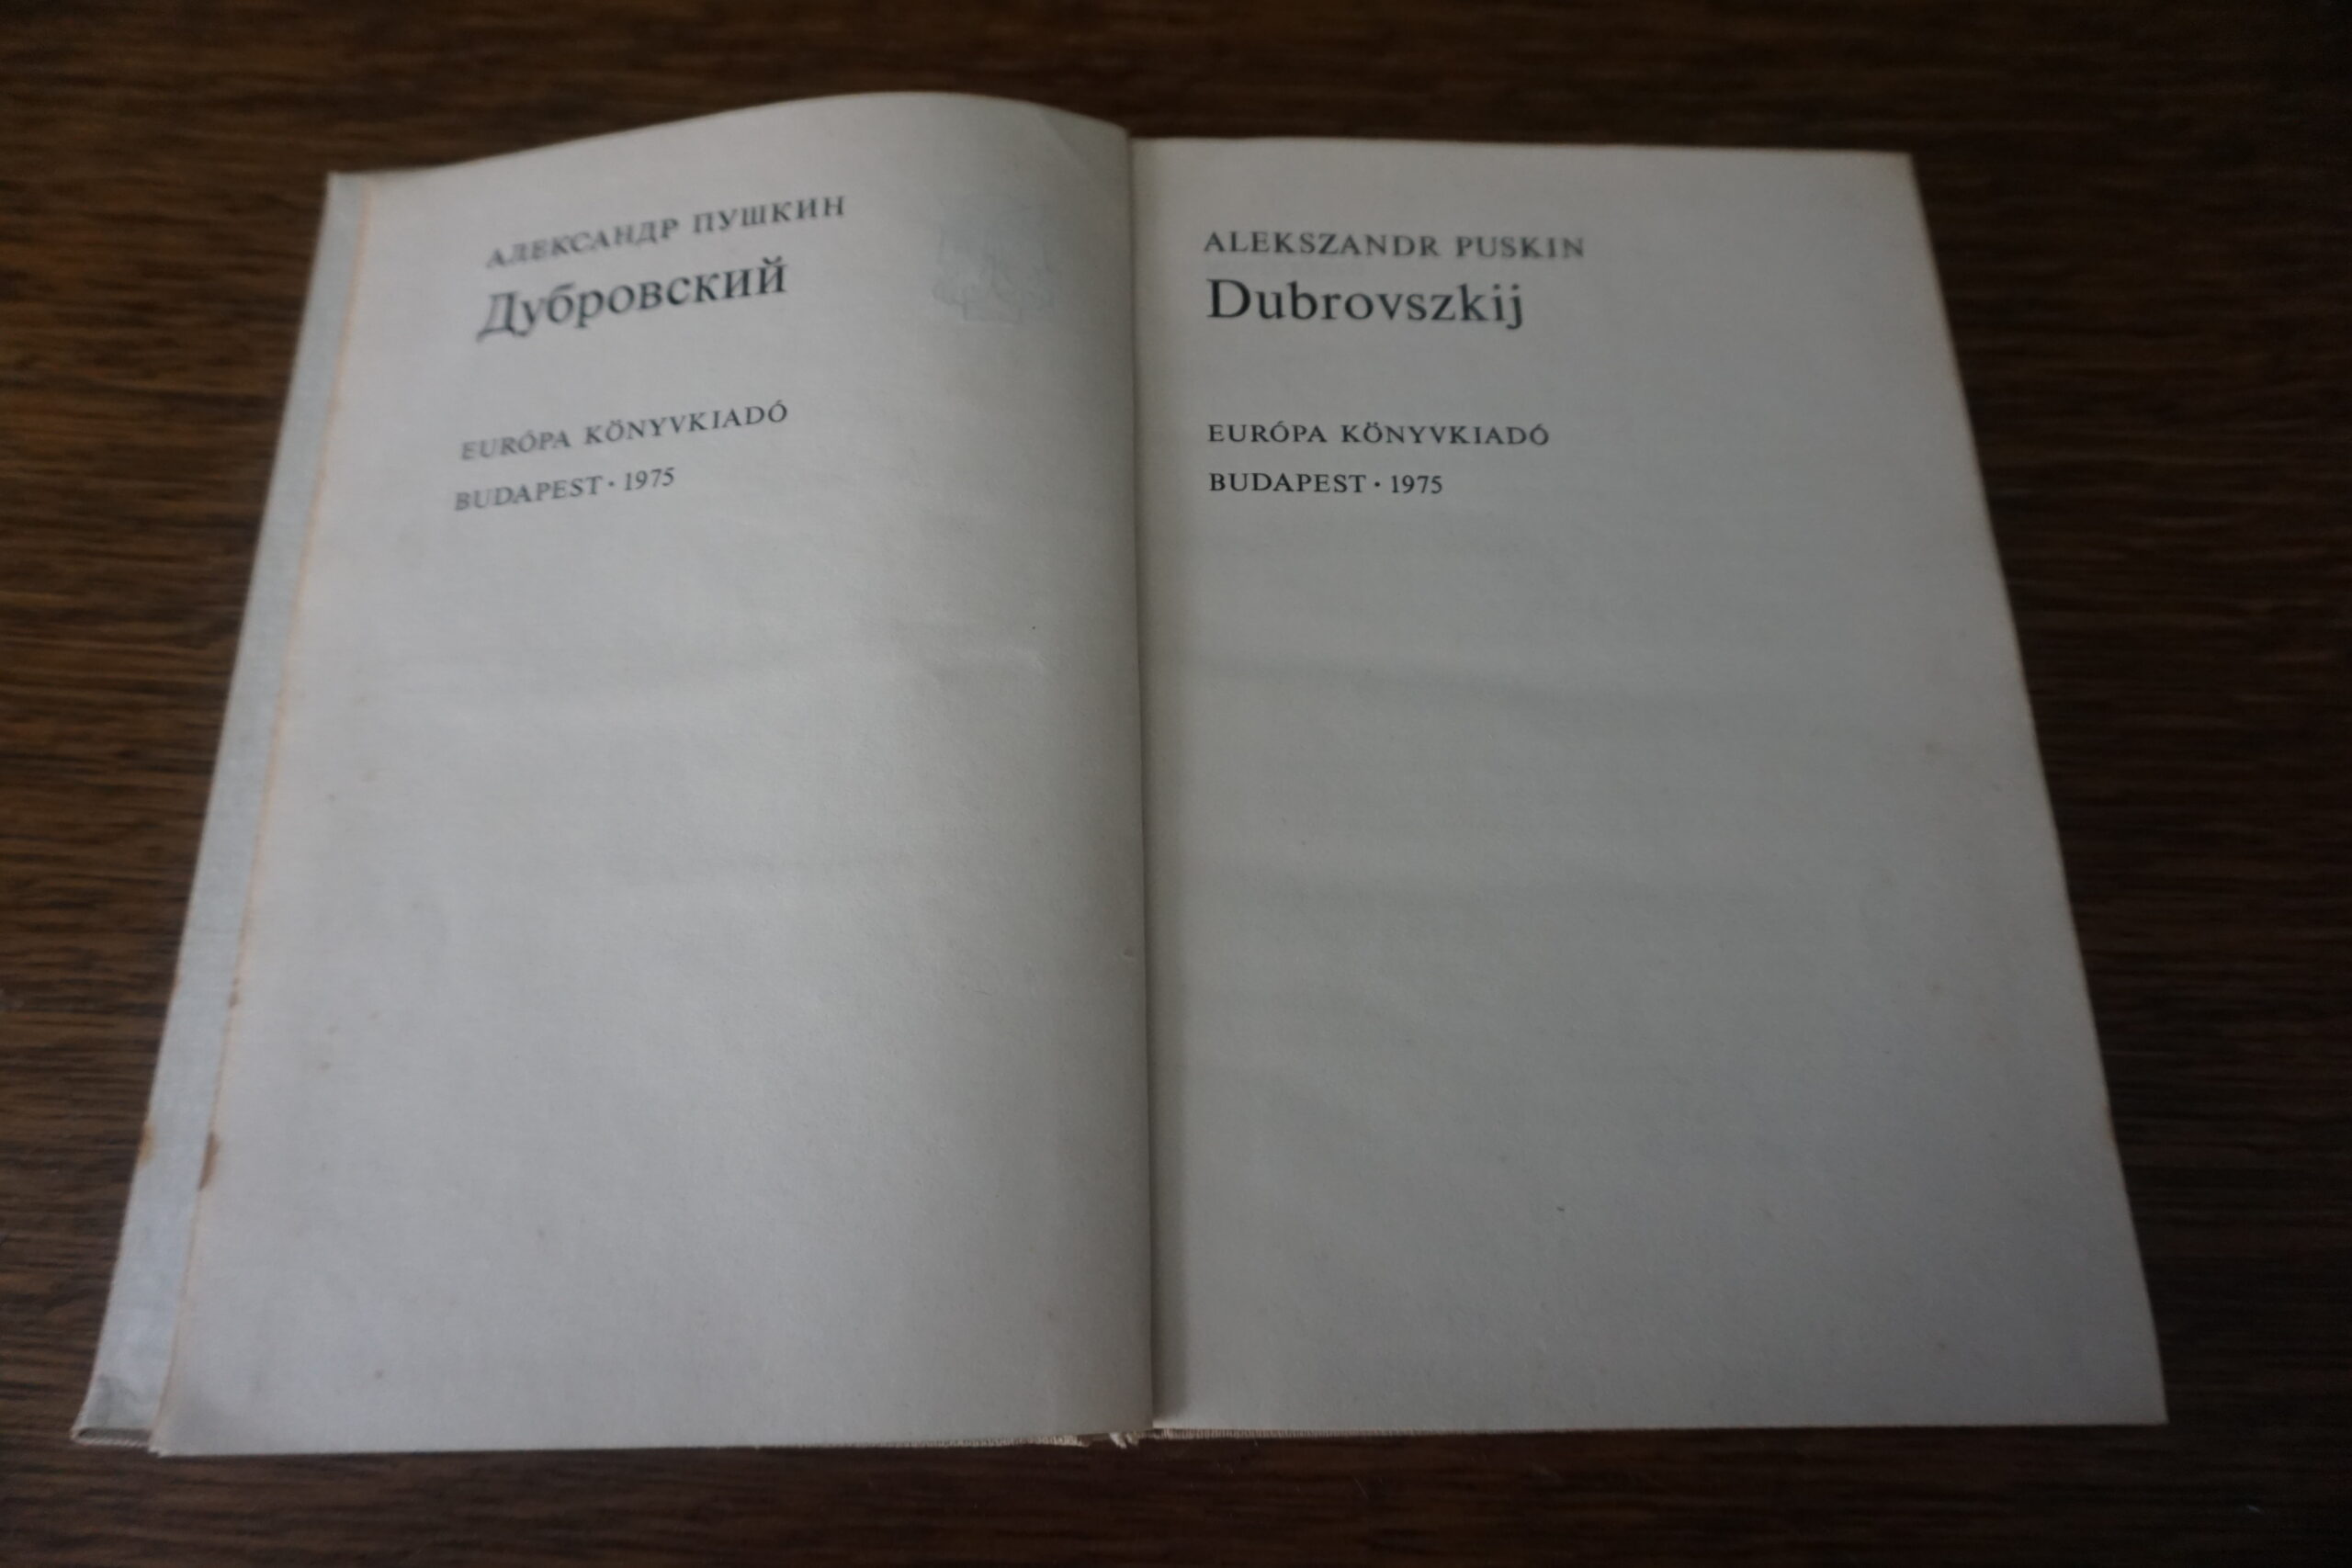 АЛЕКСАНДР ПУШКИН
Дубровский
EURÓPA KÖNYVKIADÓ
BUDAPEST · 1975
ALEKSZANDR PUSKIN
Dubrovszkij
EURÓPA KÖNYVKIADÓ
BUDAPEST · 1975